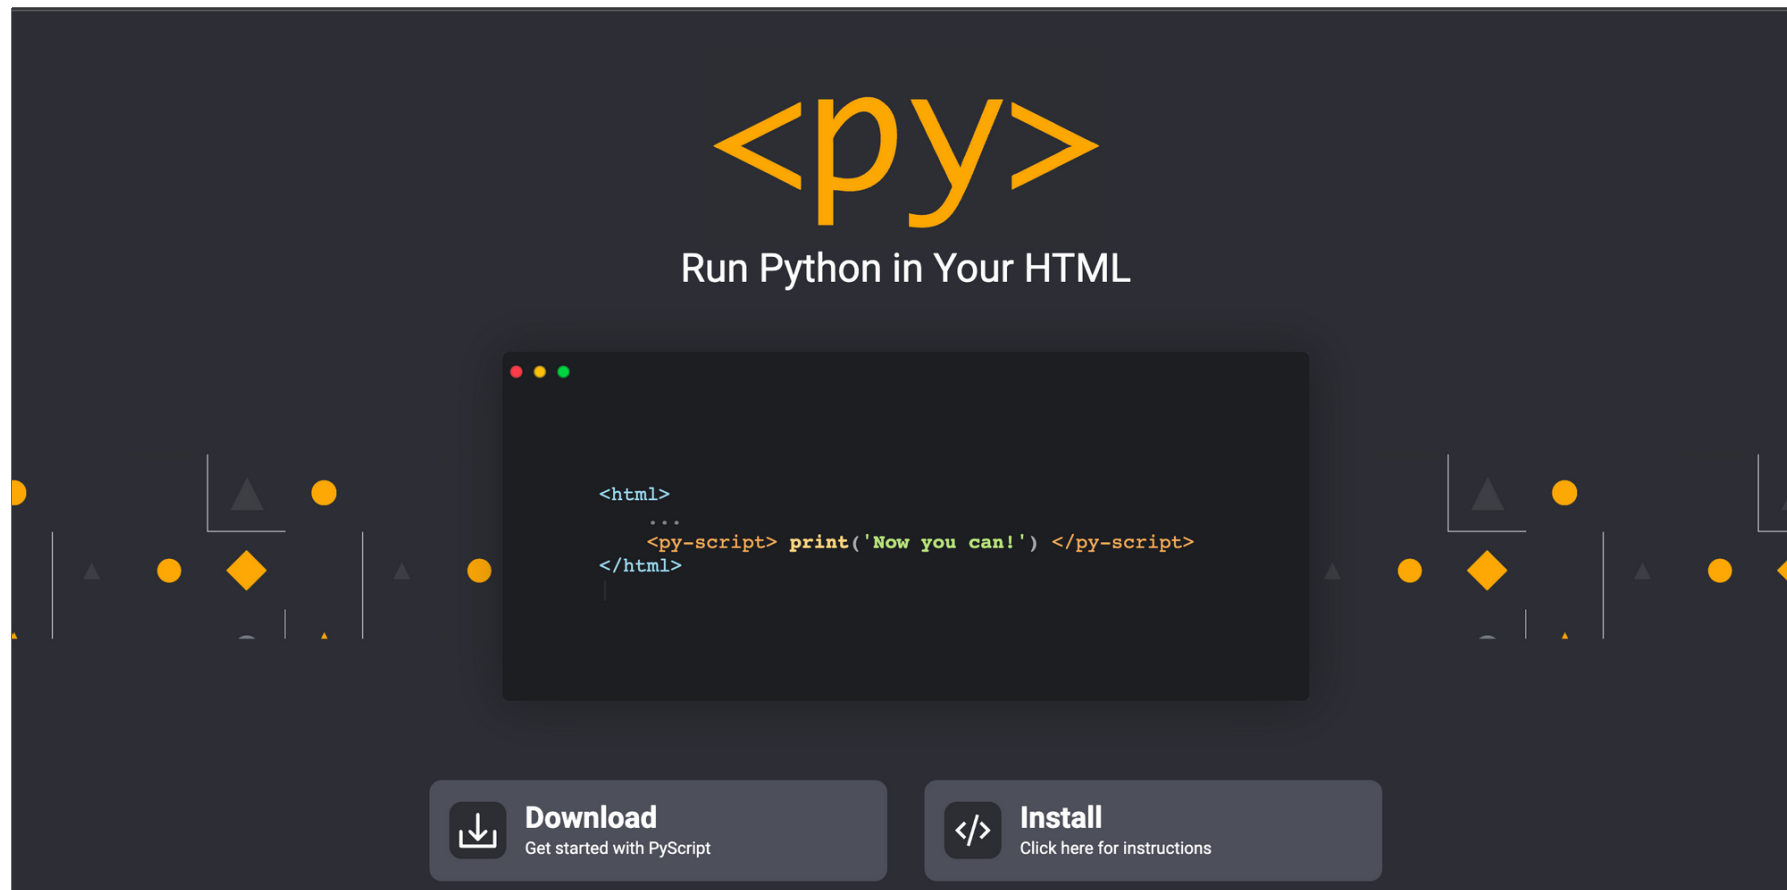 <py>
Run Python in Your HTML
<html>
...
<py-script> print('Now you can!') </py-script>
</html>
Download
Get started with PyScript
</>
Install
Click here for instructions